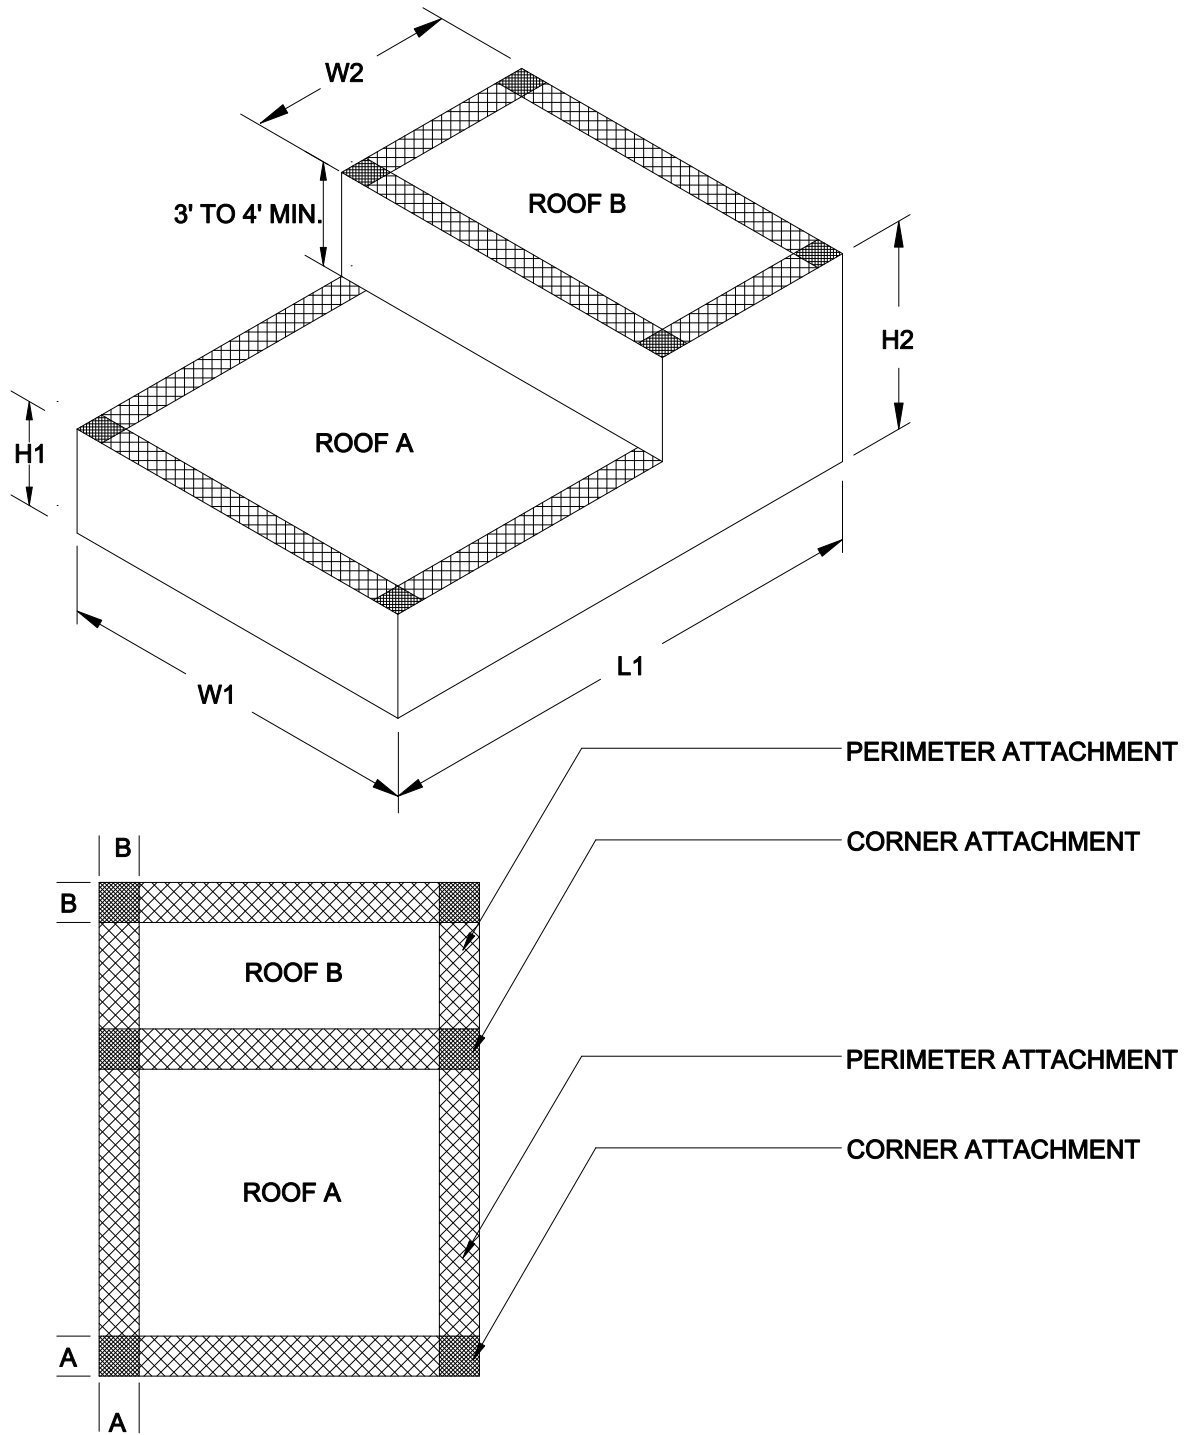 W2
ROOF B
3' TO 4' MIN.
H2
ROOF A
H1
L1
W1
PERIMETER ATTACHMENT
B
CORNER ATTACHMENT
B
ROOF B
PERIMETER ATTACHMENT
CORNER ATTACHMENT
ROOF A
A
A